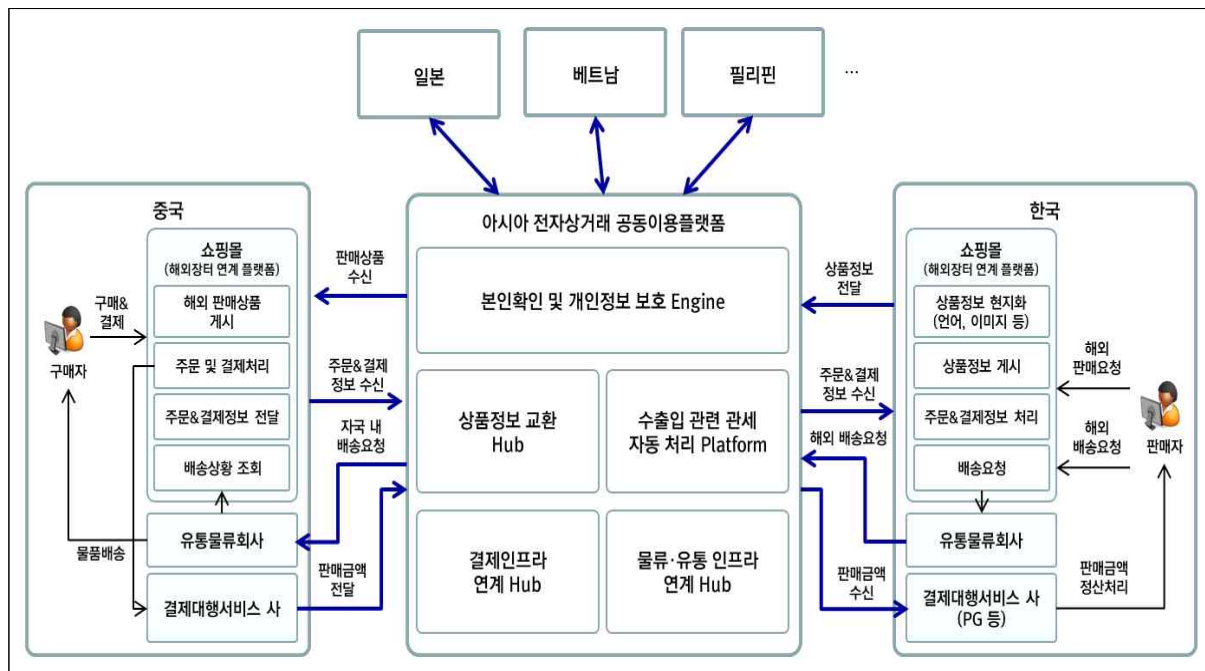 일본
베트남
필리핀
...
중국
쇼핑몰
(해외장터 연계 플랫폼)
해외 판매상품
게시
주문 및 결제처리
주문&결제정보 전달
배송상황 조회
유통물류회사
결제대행서비스 사
구매&
결제
구매자
물품배송
판매상품
수신
주문&결제
정보 수신
자국 내
배송요청
판매금액
전달
아시아 전자상거래 공동이용플랫폼
본인확인 및 개인정보 보호 Engine
상품정보 교환
Hub
수출입 관련 관세
자동 처리 Platform
결제인프라
연계 Hub
물류·유통 인프라
연계 Hub
상품정보
전달
주문&결제
정보 수신
해외 배송요청
판매금액
수신
한국
쇼핑몰
(해외장터 연계 플랫폼)
상품정보 현지화
(언어, 이미지 등)
상품정보 게시
주문&결제정보 처리
배송요청
유통물류회사
결제대행서비스 사
(PG 등)
해외
판매요청
해외
배송요청
판매자
판매금액
정산처리